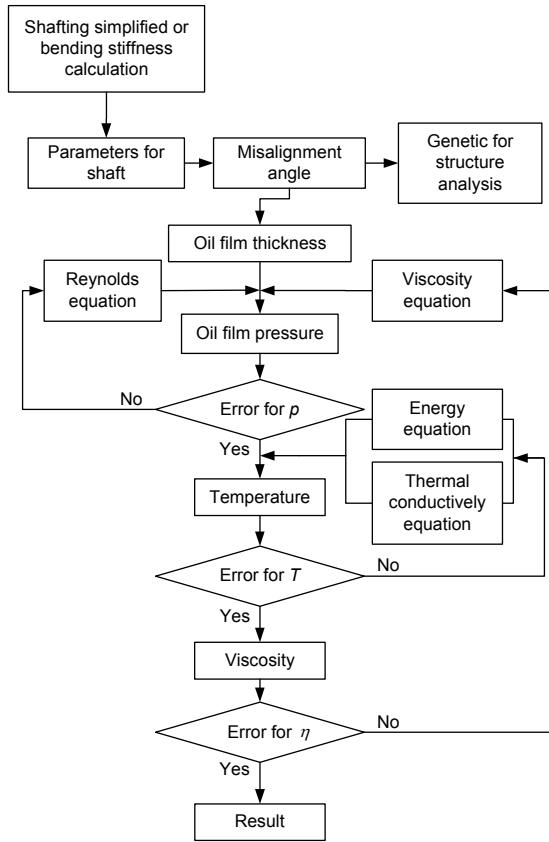 Shafting simplified or
bending stiffness
calculation
Parameters for
shaft
Misalignment
angle
Genetic for
structure
analysis
Oil film thickness
Reynolds
equation
Viscosity
equation
Oil film pressure
No
Error for p
Yes
Energy
equation
Temperature
Thermal
conductively
equation
Error for T
No
Yes
Viscosity
Error for η
No
Yes
Result